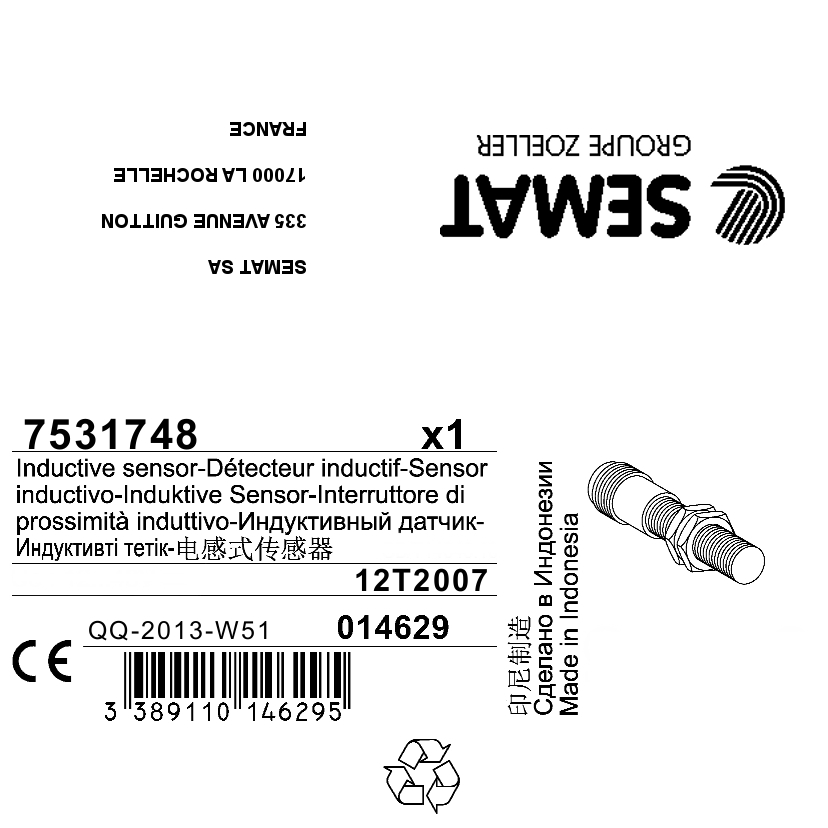 SEMAT
GROUPE ZOELLER
SEMAT SA
335 AVENUE GUITTON
17000 LA ROCHELLE
FRANCE
7531748 x1
Inductive sensor-Détecteur inductif-Sensor
inductivo-Induktive Sensor-Interruttore di
prossimità induttivo-Индуктивный датчик-
Индуктивті тетік-电感式传感器
12T2007
QQ-2013-W51 014629
CE
3 389110 146295
印尼制造
Сделано в Индонезии
Made in Indonesia